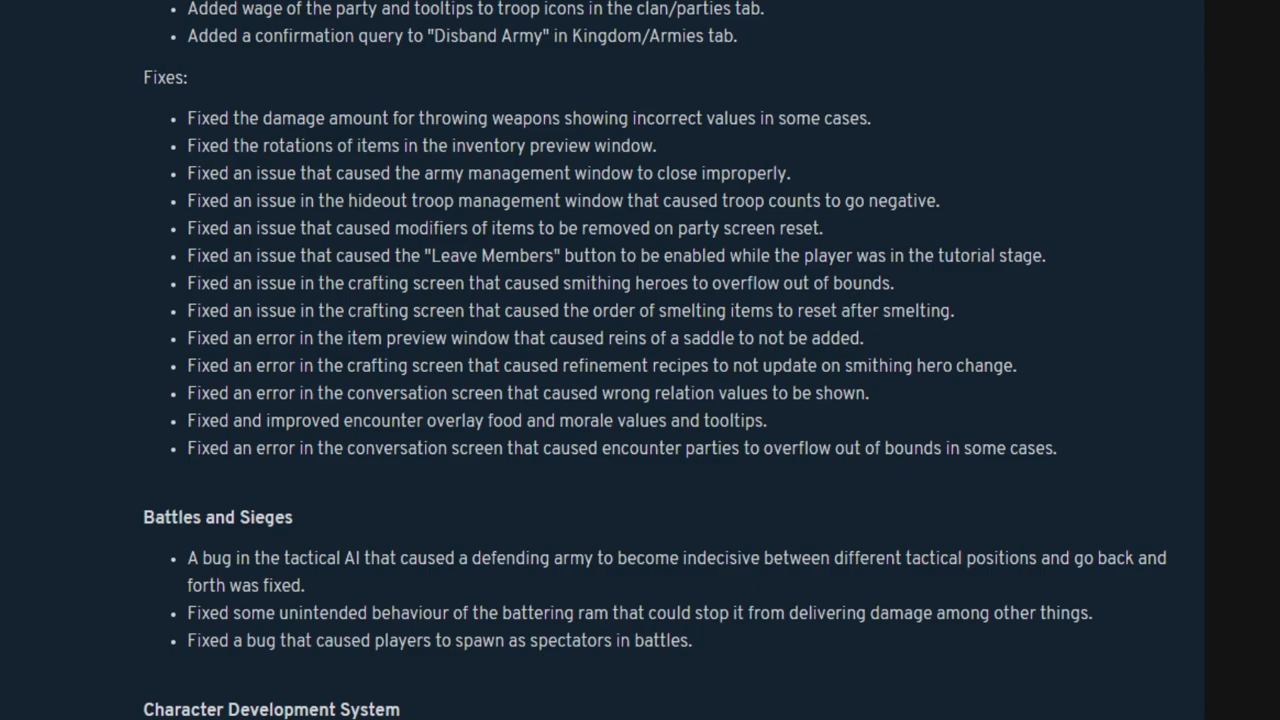 • Added wage of the party and tooltips to troop icons in the clan/parties tab.
• Added a confirmation query to "Disband Army" in Kingdom/Armies tab.
Fixes:
• Fixed the damage amount for throwing weapons showing incorrect values in some cases.
• Fixed the rotations of items in the inventory preview window.
• Fixed an issue that caused the army management window to close improperly.
• Fixed an issue in the hideout troop management window that caused troop counts to go negative.
• Fixed an issue that caused modifiers of items to be removed on party screen reset.
• Fixed an issue that caused the "Leave Members" button to be enabled while the player was in the tutorial stage.
• Fixed an issue in the crafting screen that caused smithing heroes to overflow out of bounds.
• Fixed an issue in the crafting screen that caused the order of smelting items to reset after smelting.
• Fixed an error in the item preview window that caused reins of a saddle to not be added.
• Fixed an error in the crafting screen that caused refinement recipes to not update on smithing hero change.
• Fixed an error in the conversation screen that caused wrong relation values to be shown.
• Fixed and improved encounter overlay food and morale values and tooltips.
• Fixed an error in the conversation screen that caused encounter parties to overflow out of bounds in some cases.
Battles and Sieges
• A bug in the tactical AI that caused a defending army to become indecisive between different tactical positions and go back and
forth was fixed.
• Fixed some unintended behaviour of the battering ram that could stop it from delivering damage among other things.
• Fixed a bug that caused players to spawn as spectators in battles.
Character Development System